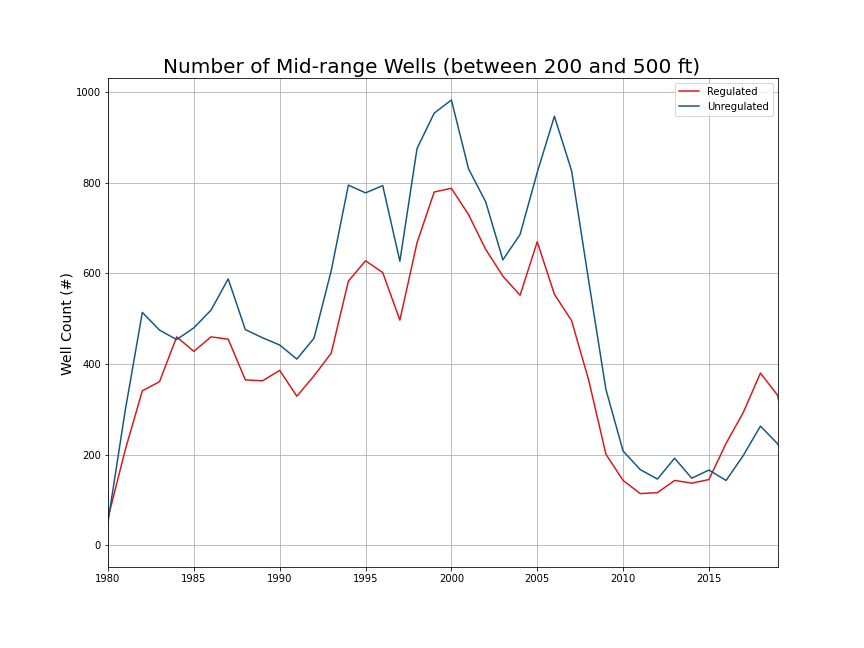 Number of Mid-range Wells (between 200 and 500 ft)
Regulated
Unregulated
Well Count (#)
1000
800
600
400
200
0
1980 1985 1990 1995 2000 2005 2010 2015